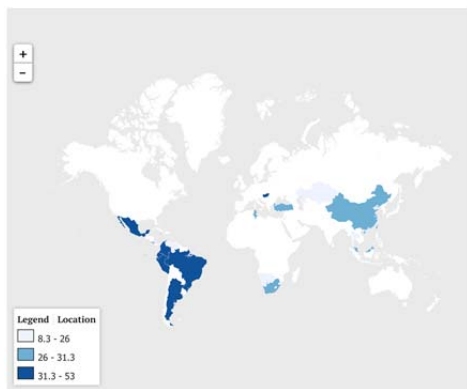 +
−
Legend Location
8.3 - 26
26 - 31.3
31.3 - 53